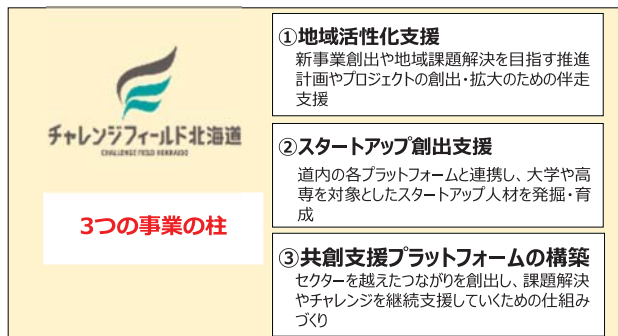 チャレンジフィールド北海道
CHALLENGE FIELD HOKKAIDO
3つの事業の柱
①地域活性化支援
新事業創出や地域課題解決を目指す推進
計画やプロジェクトの創出・拡大のための伴走
支援
②スタートアップ創出支援
道内の各プラットフォームと連携し、大学や高
専を対象としたスタートアップ人材を発掘・育
成
③共創支援プラットフォームの構築
セクターを越えたつながりを創出し、課題解決
やチャレンジを継続支援していくための仕組み
づくり